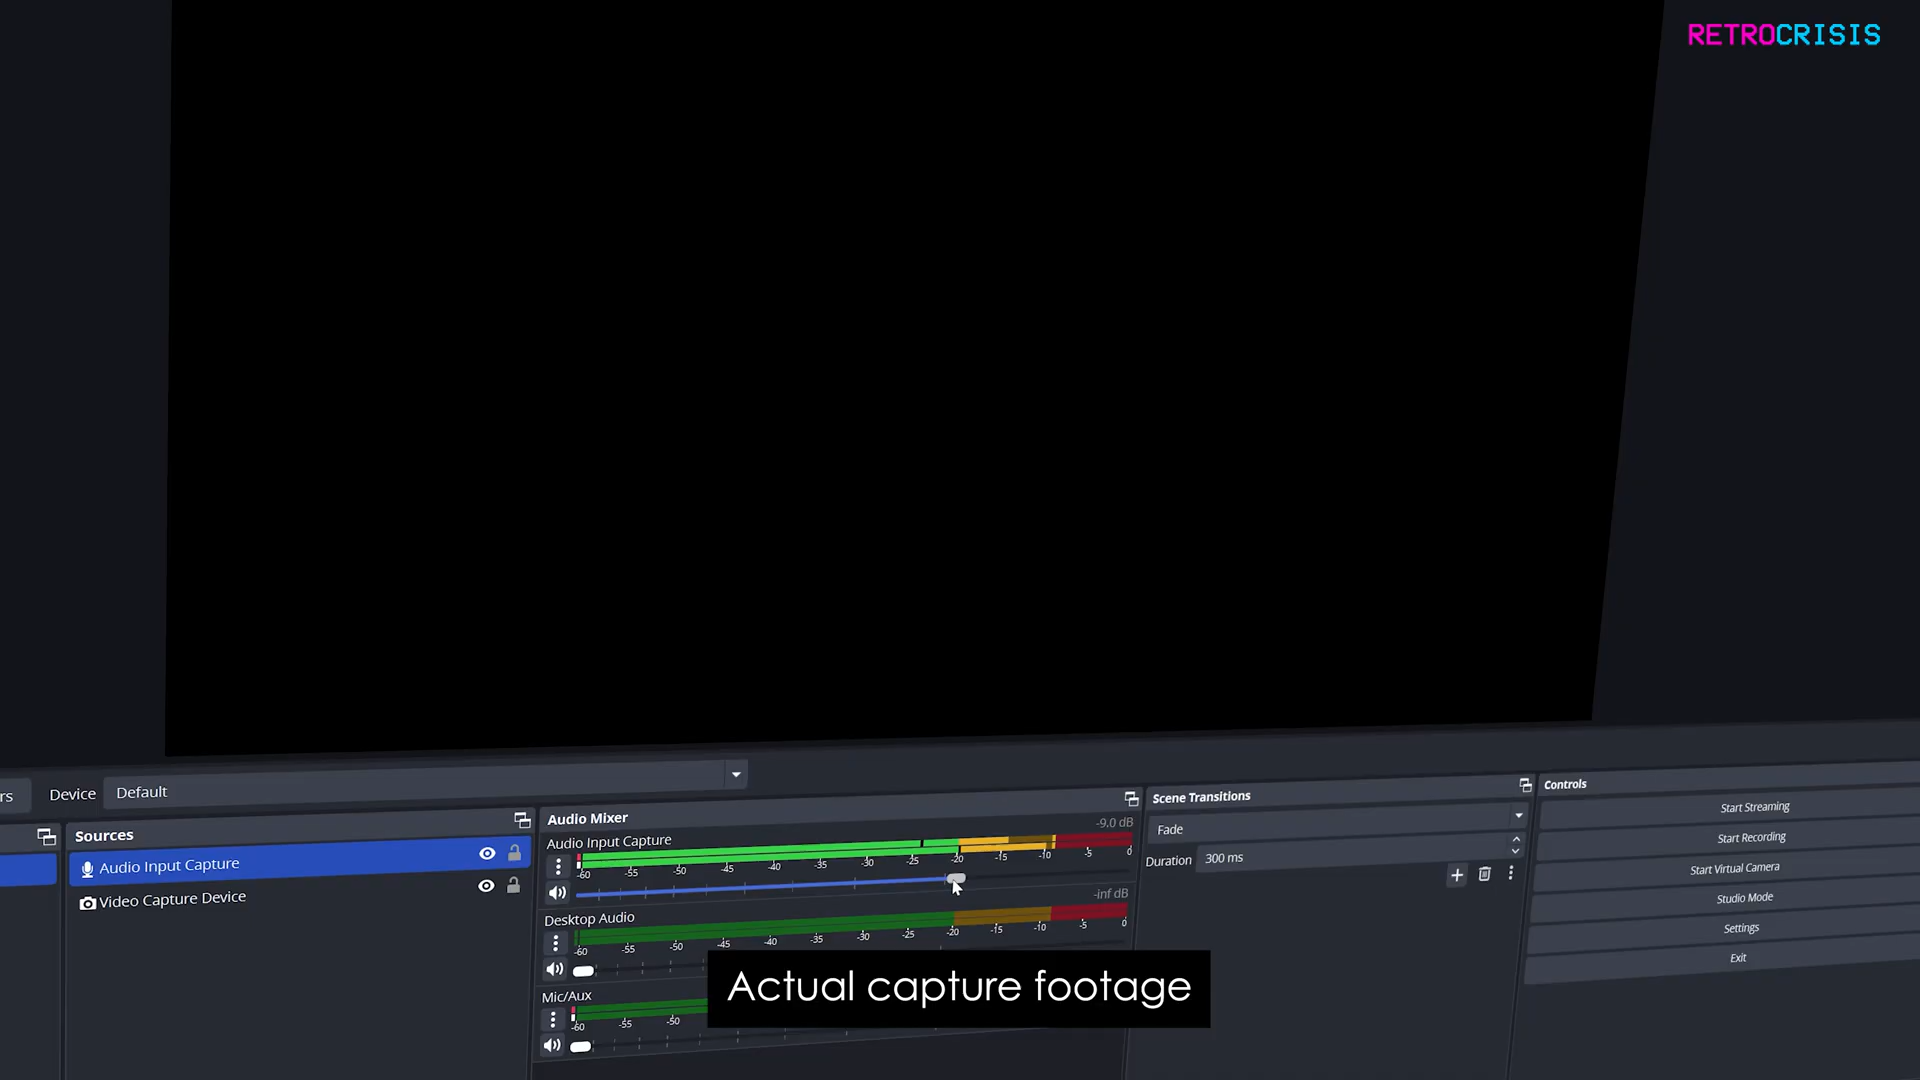 RETROCRISIS
rs
Device
Default
Sources
Audio Input Capture
Video Capture Device
Audio Mixer
Audio Input Capture
-9.0 dB
-60 -55 -50 -45 -40 -35 -30 -25 -20 -15 -10 -5 0
Desktop Audio
-inf dB
-60 -55 -50 -45 -40 -35 -30 -25 -20 -15 -10 -5 0
Mic/Aux
-60 -55 -50
Scene Transitions
Fade
Duration
300 ms
Controls
Start Streaming
Start Recording
Start Virtual Camera
Studio Mode
Settings
Exit
Actual capture footage